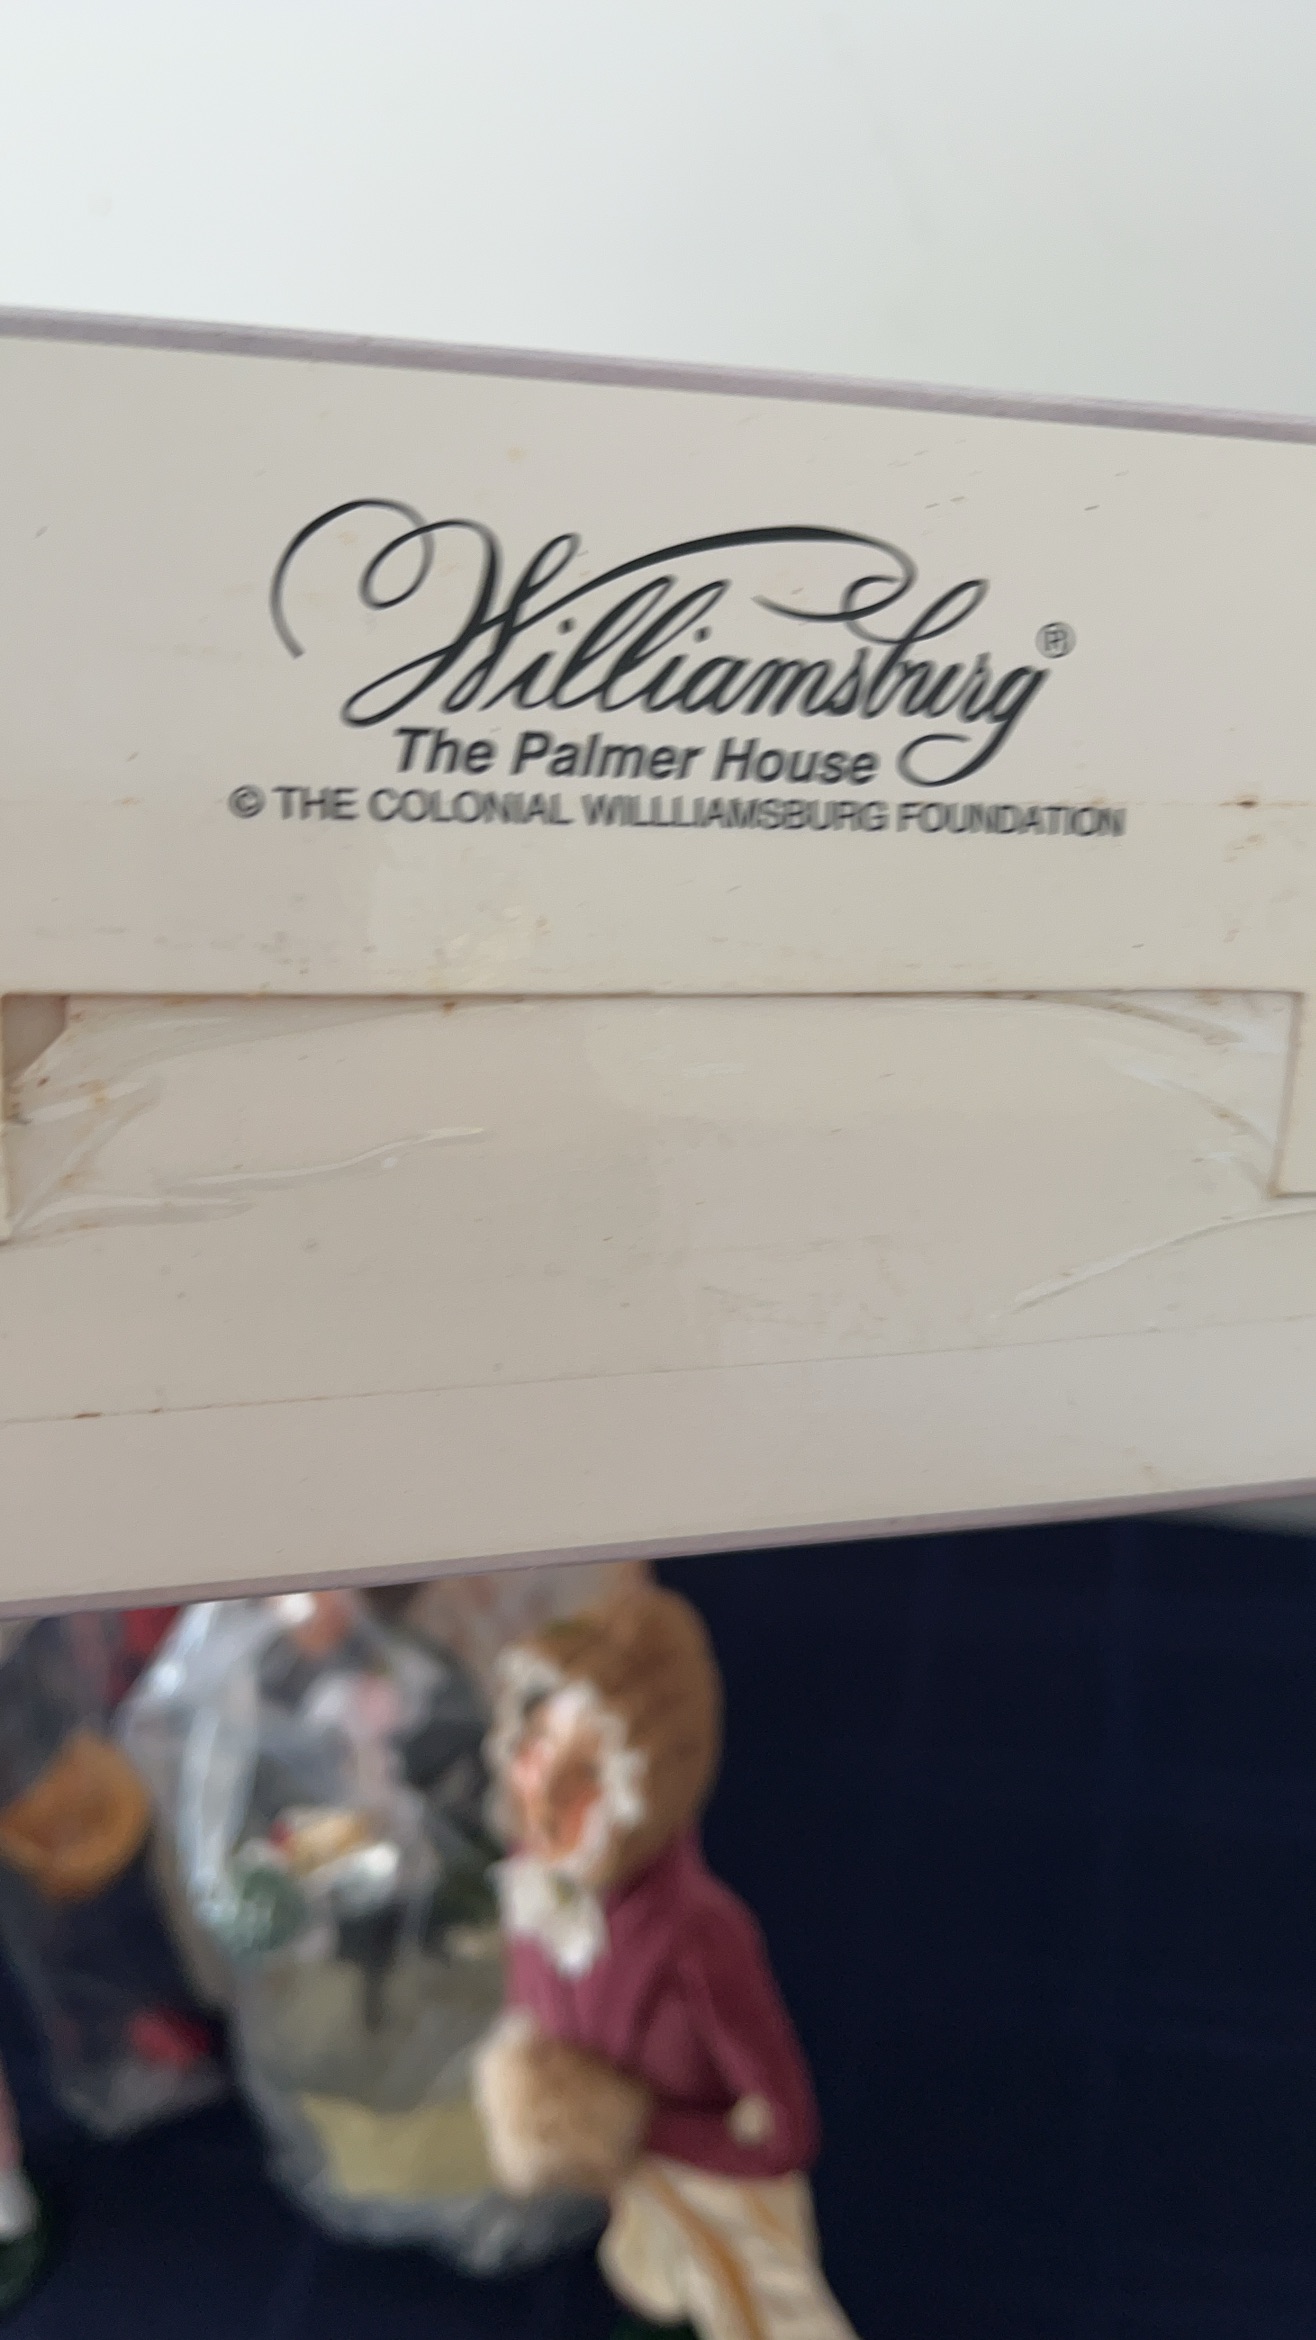 Williamsburg®
The Palmer House
© THE COLONIAL WILLLIAMSBURG FOUNDATION